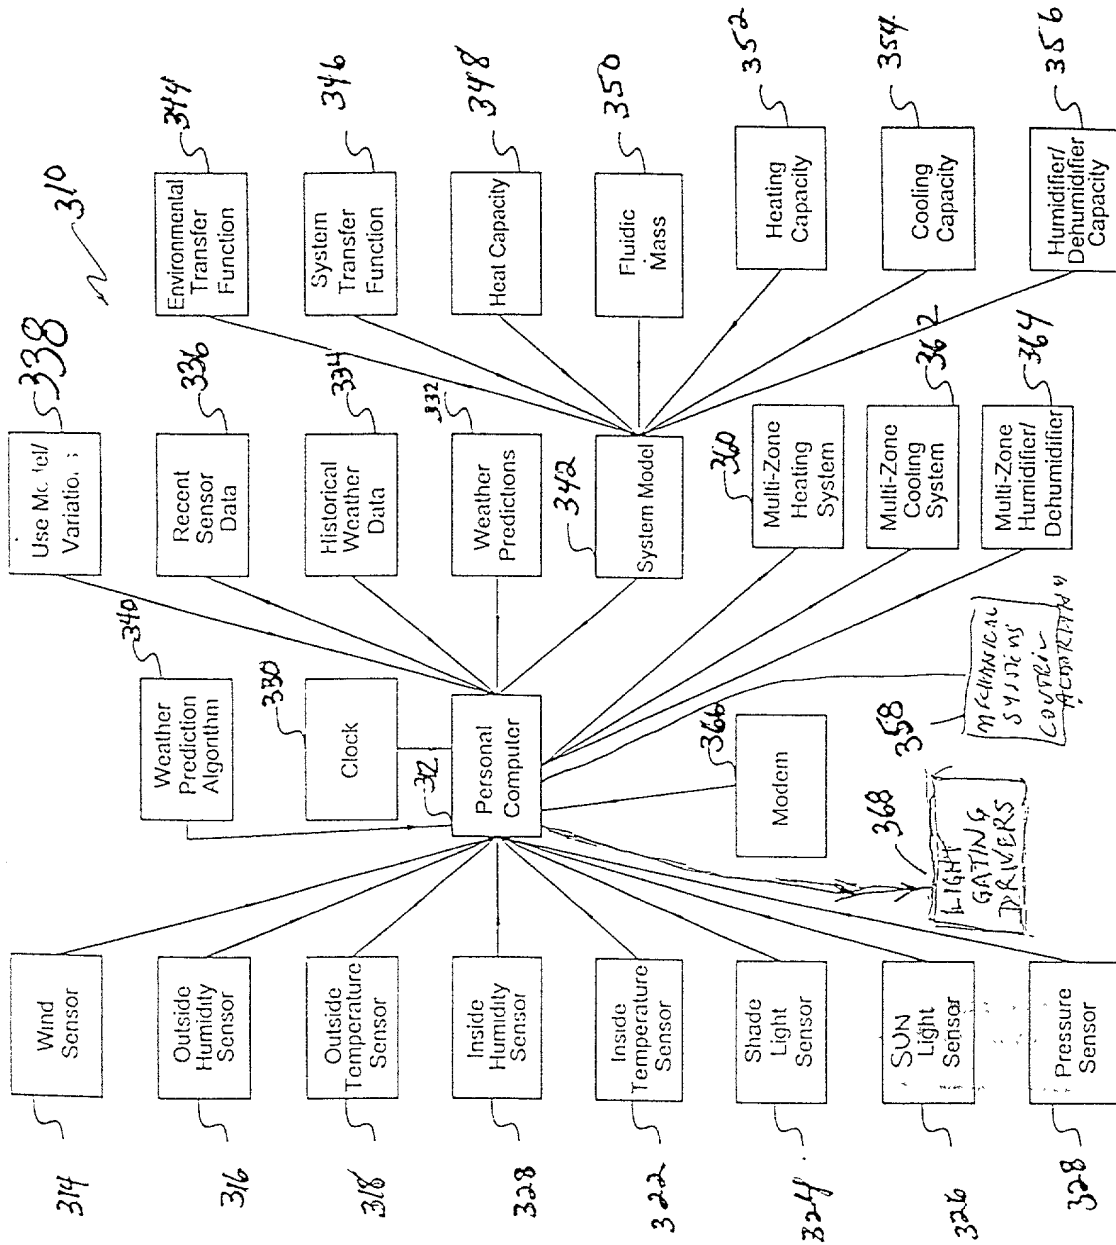 310
Use
Variation
338
Environmental
Transfer
Function
344
Weather
Prediction
Algorithm
340
Recent
Sensor
Data
336
System
Transfer
Function
346
Wind
Sensor
314
Clock
330
Historical
Weather
Data
334
Heat Capacity
348
Outside
Humidity
Sensor
316
Personal
Computer
312
Weather
Predictions
332
Fluidic
Mass
350
Outside
Temperature
Sensor
318
System Model
342
Heating
Capacity
352
Inside
Humidity
Sensor
328
Modem
366
Multi-Zone
Heating
System
360
Cooling
Capacity
354
Inside
Temperature
Sensor
322
Multi-Zone
Cooling
System
362
Humidifier/
Dehumidifier
Capacity
356
Shade
Light
Sensor
324
LIGHT
GATING
DRIVERS
368
MECHANICAL
SYSTEMS
CONTROL
358
Multi-Zone
Humidifier/
Dehumidifier
364
SUN
Light
Sensor
326
Pressure
Sensor
328